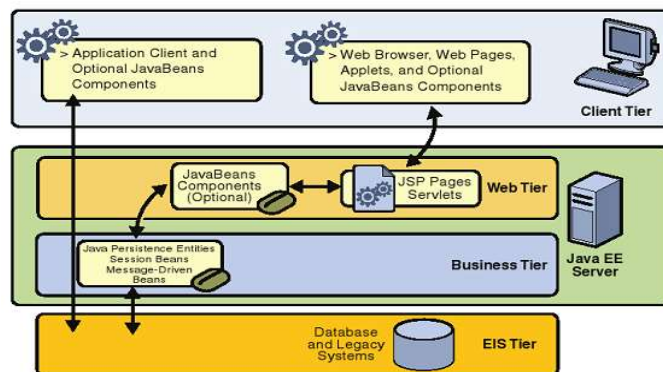 > Application Client and
Optional JavaBeans
Components
> Web Browser, Web Pages,
Applets, and Optional
JavaBeans Components
Client Tier
JavaBeans
Components
(Optional)
JSP Pages
Servlets
Web Tier
Java Persistence Entities
Session Beans
Message-Driven
Beans
Business Tier
Java EE
Server
Database
and Legacy
Systems
EIS Tier